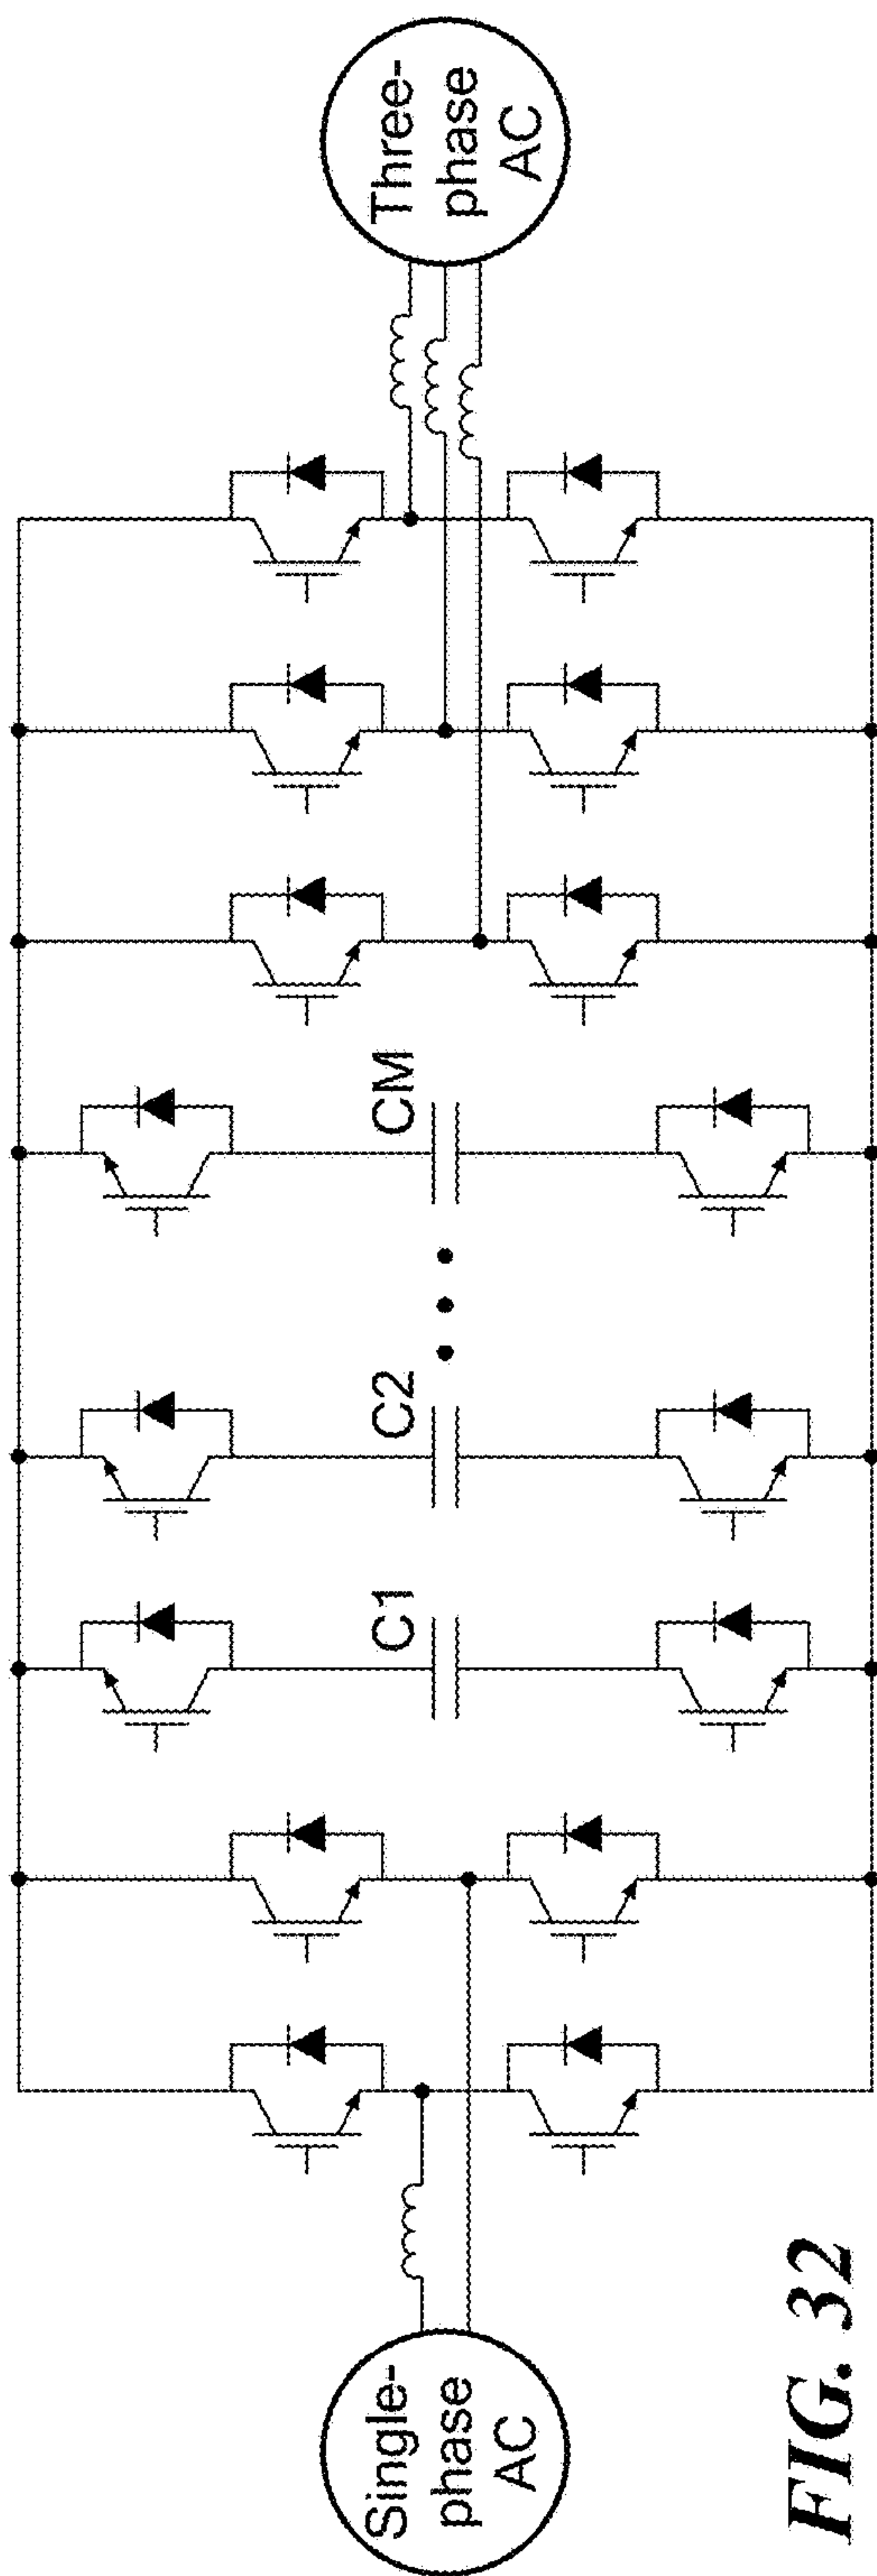 Single-
phase
AC
C1
C2
CM
Three-
phase
AC
FIG. 32